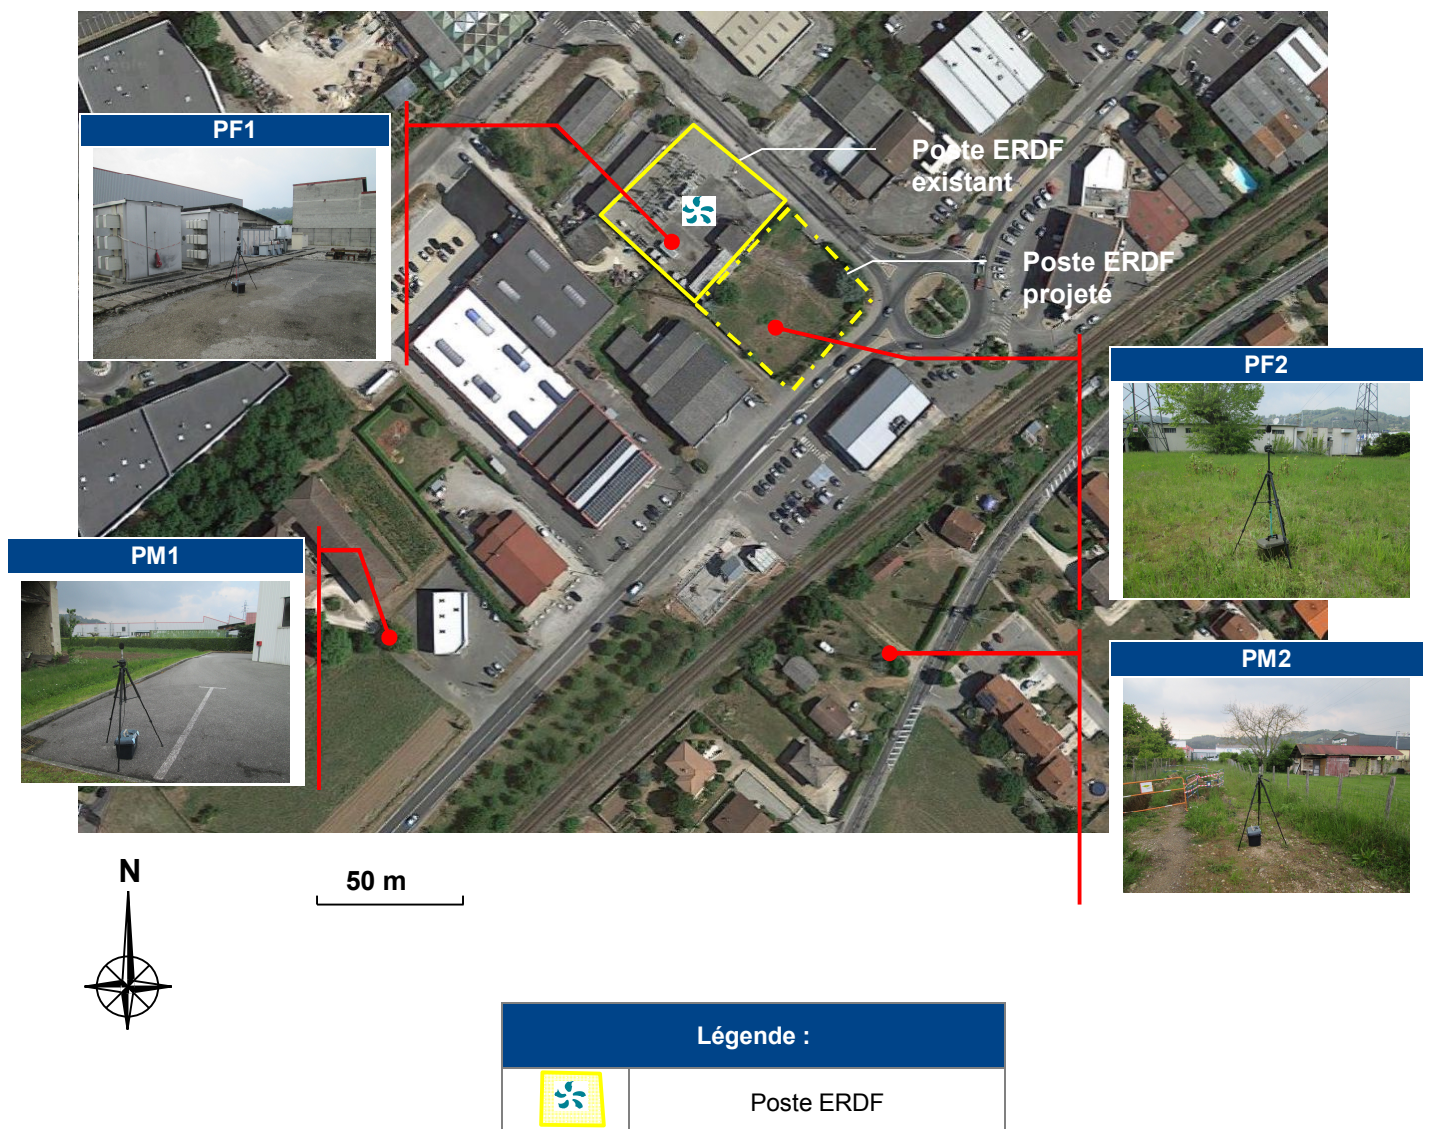 PF1
Poste ERDF
existant
Poste ERDF
projeté
PF2
PM1
PM2
N
50 m
Légende :
Poste ERDF